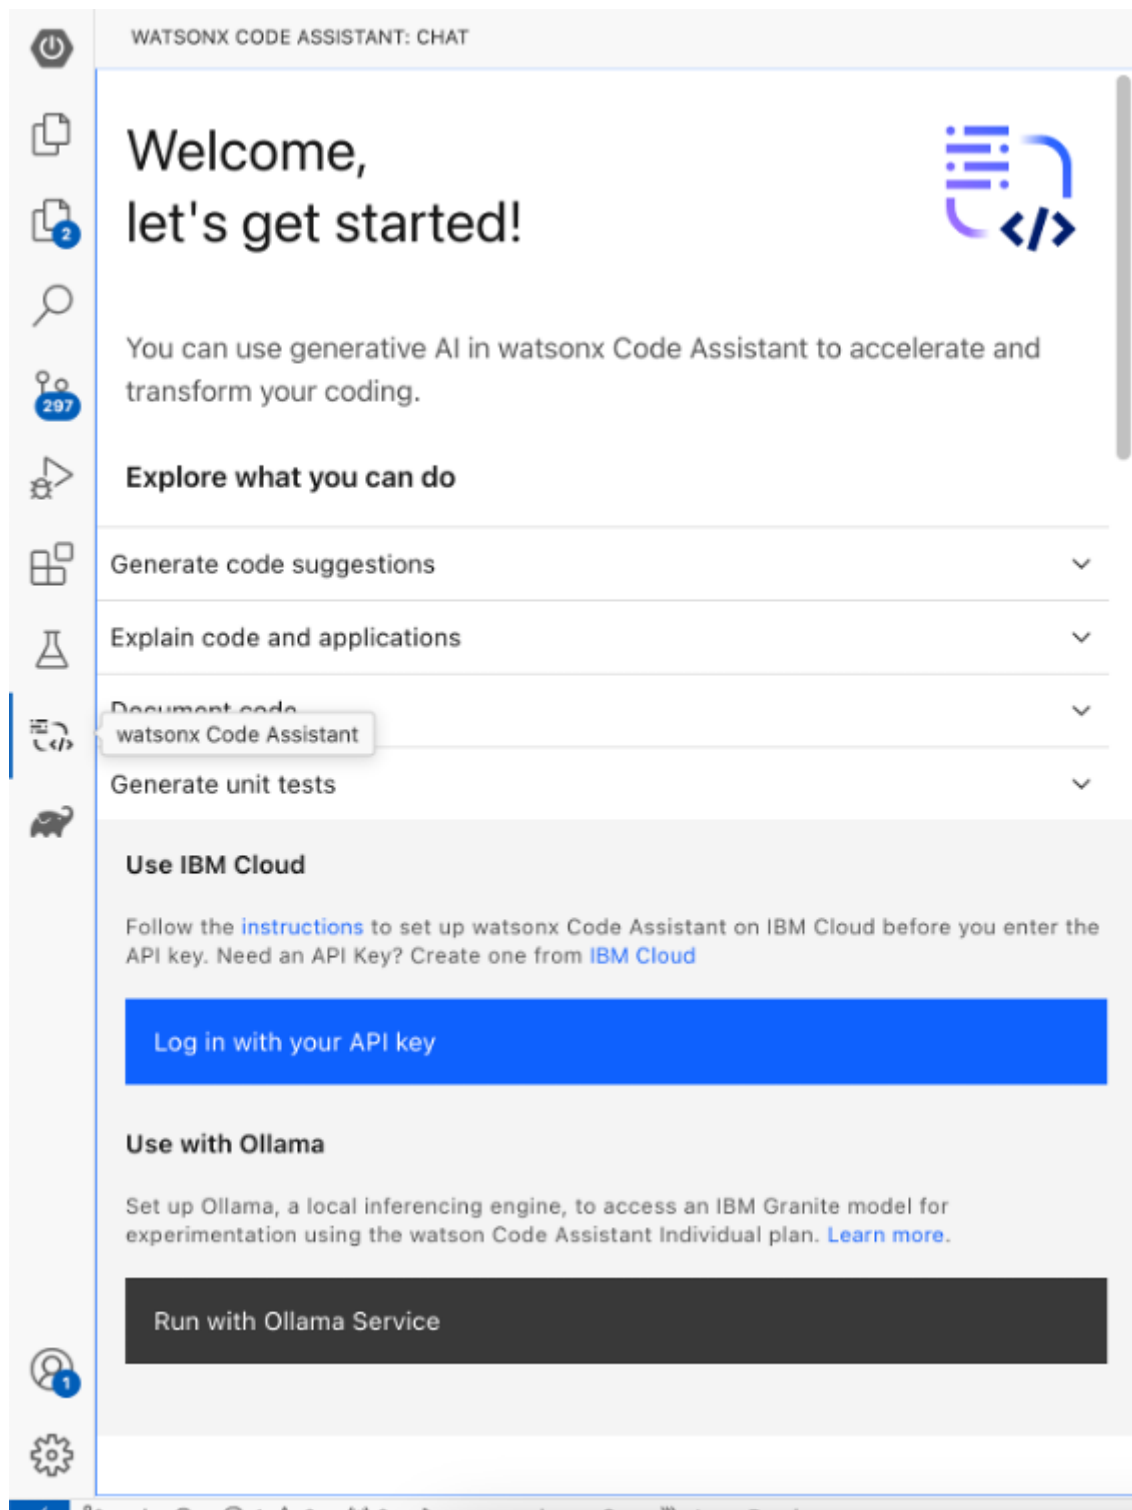 WATSONX CODE ASSISTANT: CHAT
Welcome,
let's get started!
You can use generative AI in watsonx Code Assistant to accelerate and
transform your coding.
Explore what you can do
Generate code suggestions
Explain code and applications
Document code
watsonx Code Assistant
Generate unit tests
Use IBM Cloud
Follow the instructions to set up watsonx Code Assistant on IBM Cloud before you enter the
API key. Need an API Key? Create one from IBM Cloud
Log in with your API key
Use with Ollama
Set up Ollama, a local inferencing engine, to access an IBM Granite model for
experimentation using the watson Code Assistant Individual plan. Learn more.
Run with Ollama Service
2
297
1